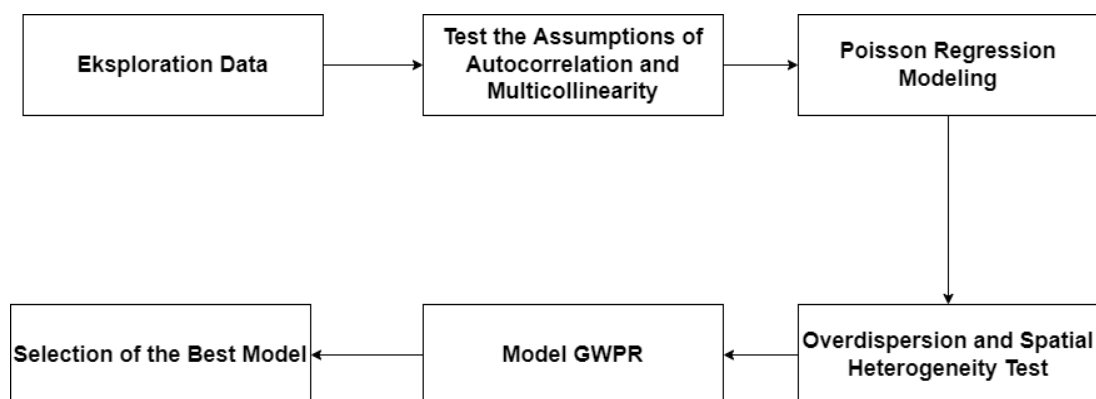 Eksploration Data
Test the Assumptions of
Autocorrelation and
Multicollinearity
Poisson Regression
Modeling
Overdispersion and Spatial
Heterogeneity Test
Model GWPR
Selection of the Best Model